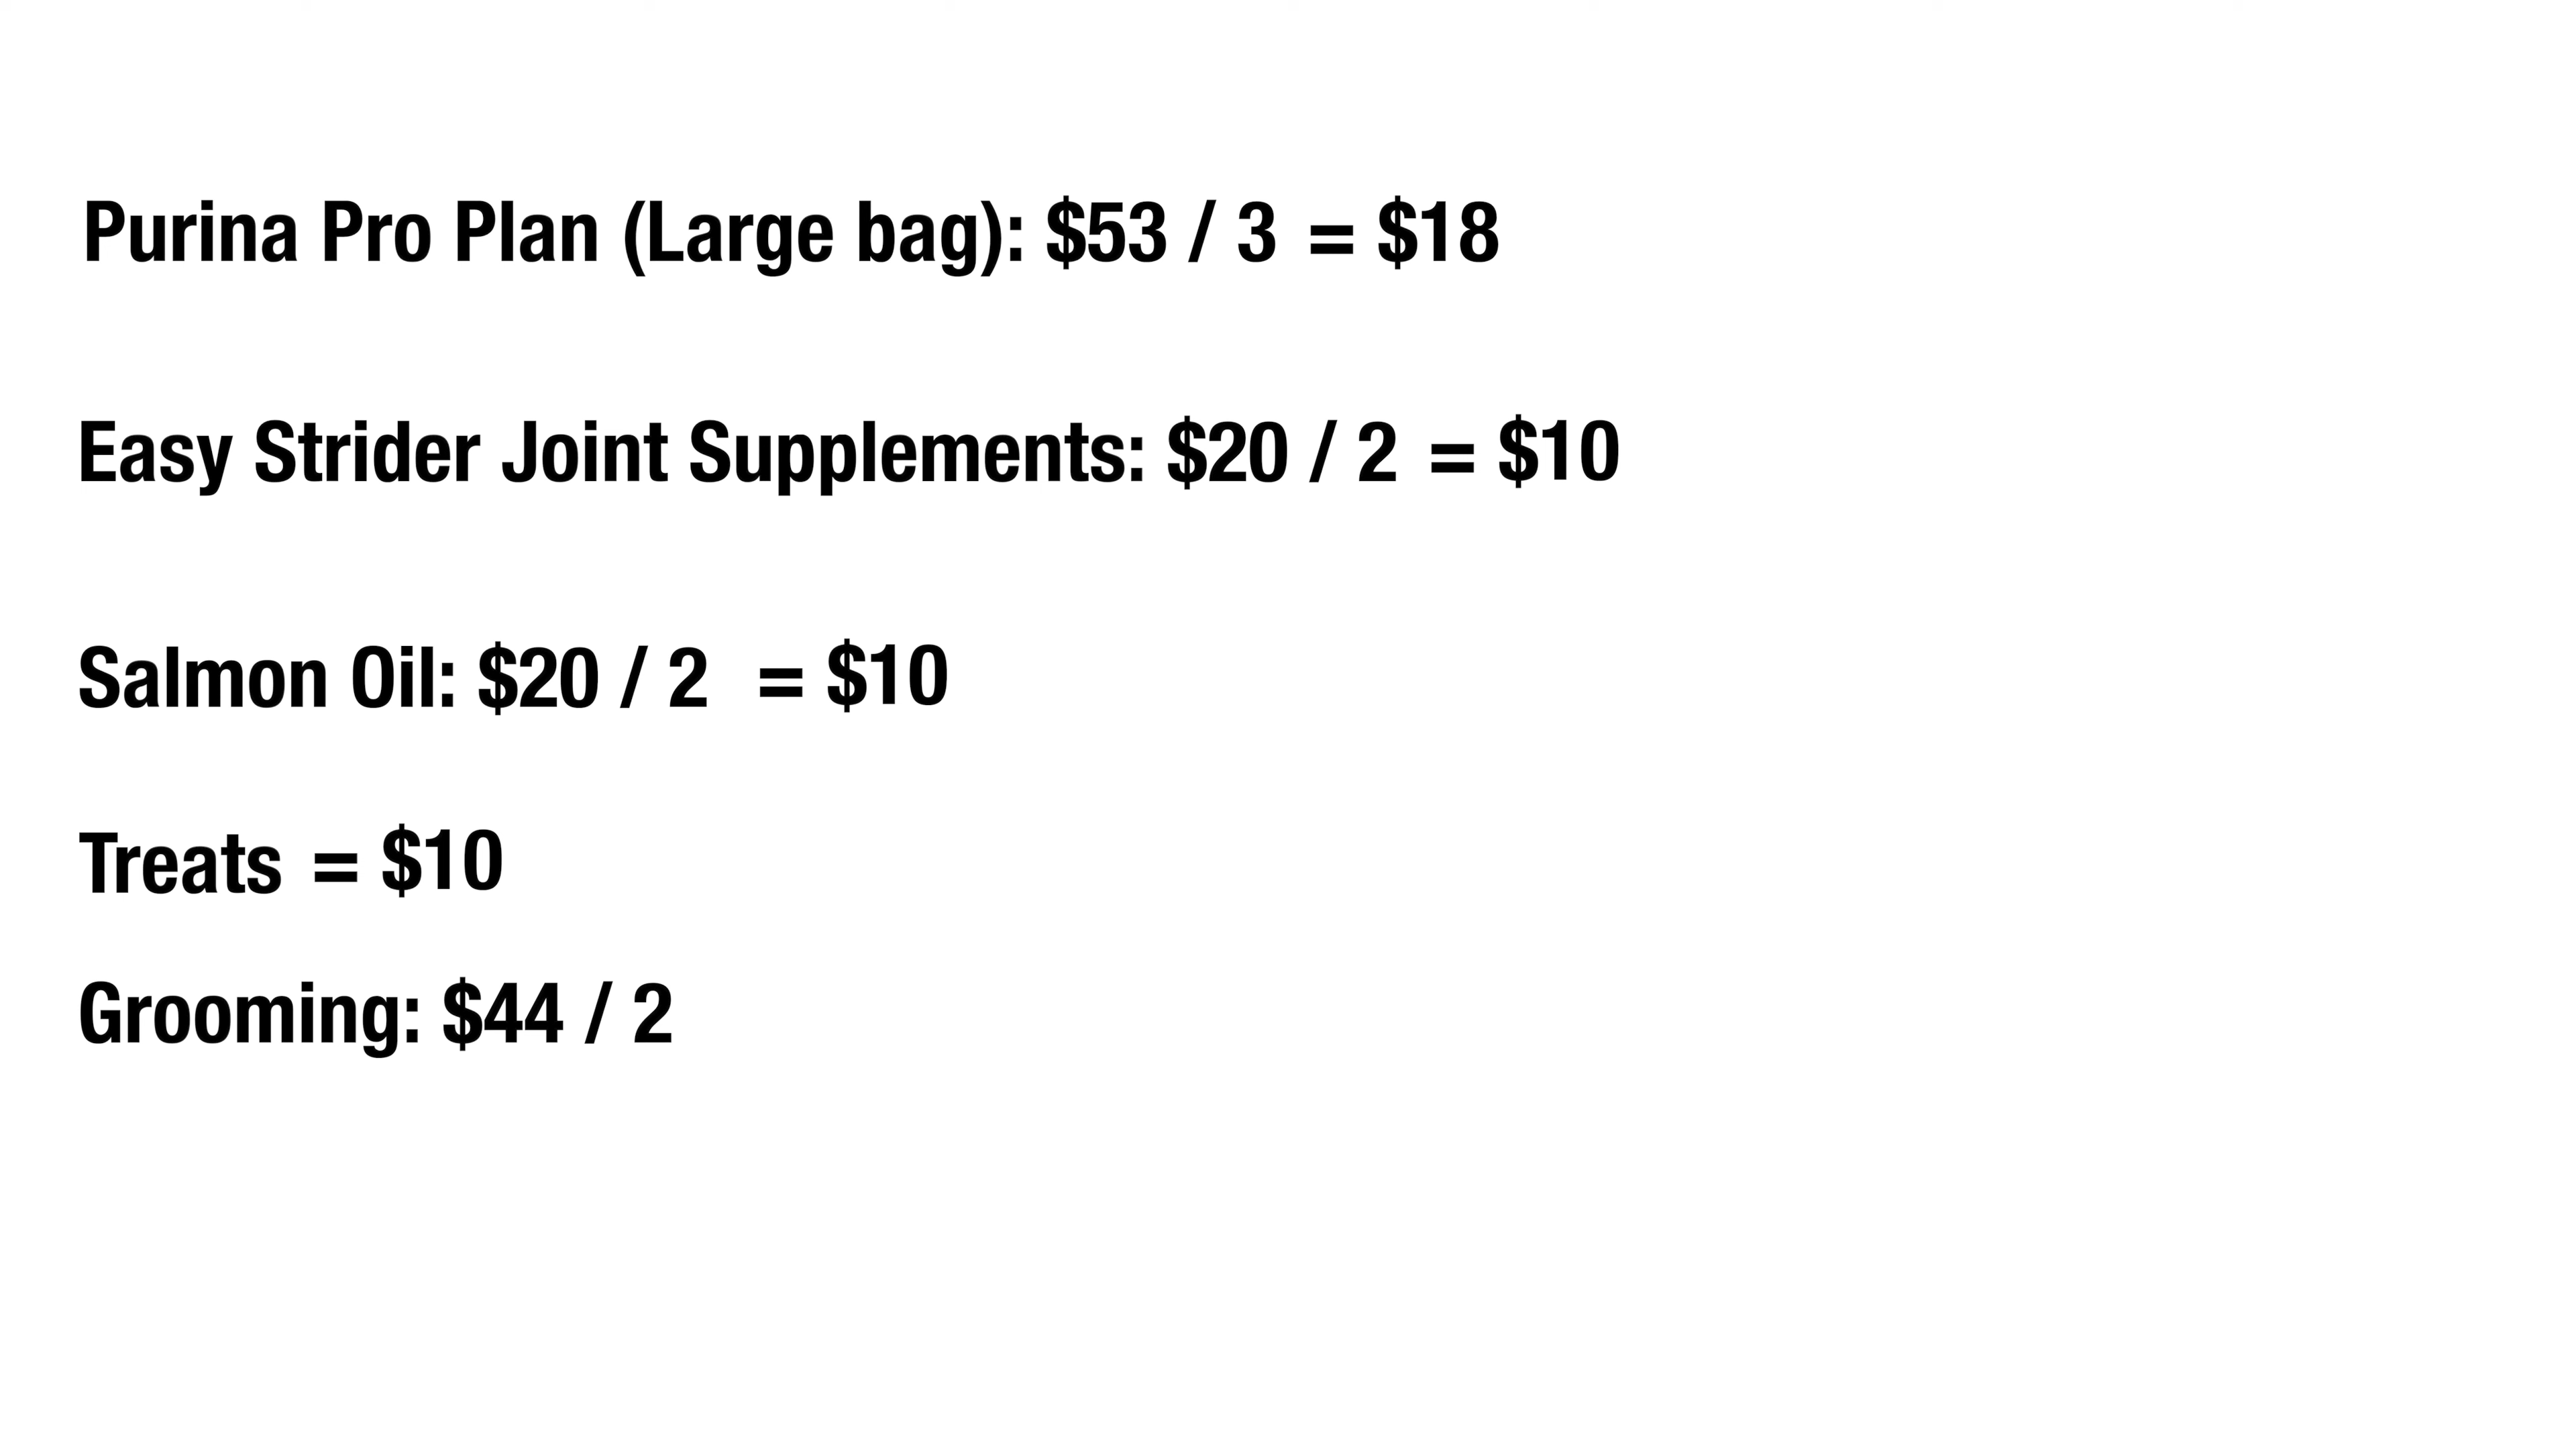 Purina Pro Plan (Large bag): $53 / 3 = $18
Easy Strider Joint Supplements: $20 / 2 = $10
Salmon Oil: $20 / 2 = $10
Treats = $10
Grooming: $44 / 2